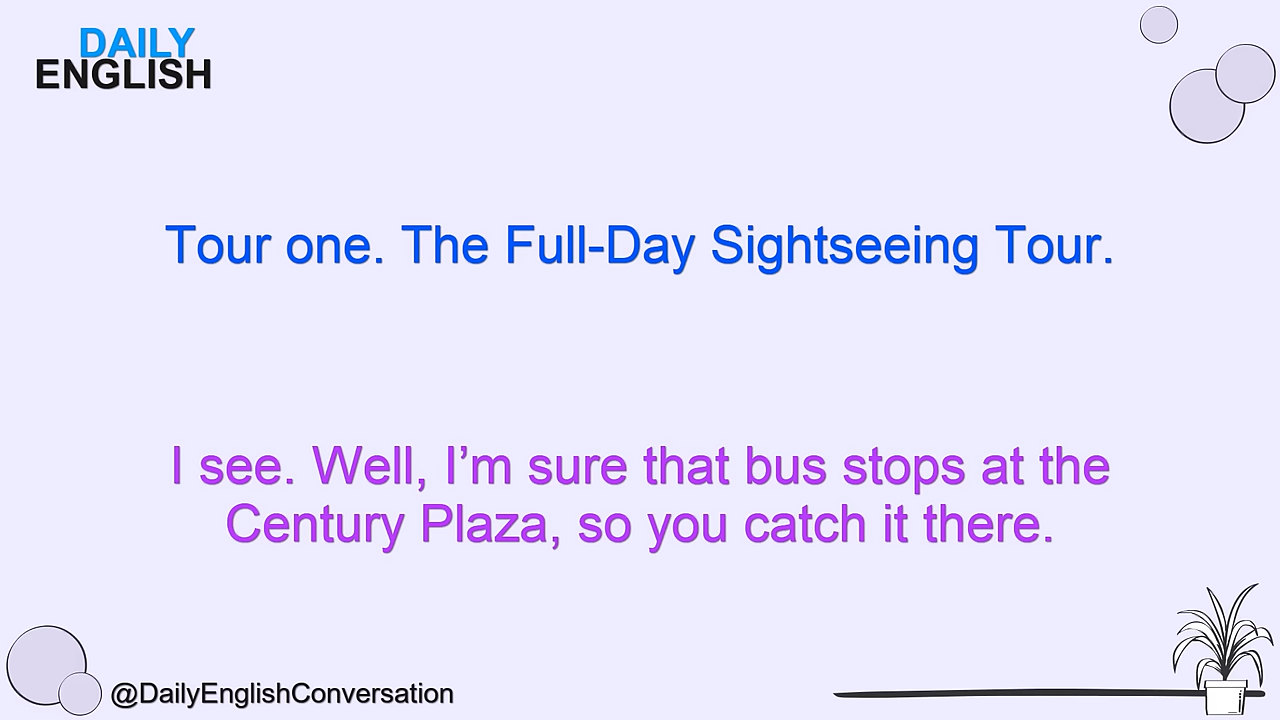 DAILY
ENGLISH
Tour one. The Full-Day Sightseeing Tour.
I see. Well, I’m sure that bus stops at the
Century Plaza, so you catch it there.
@DailyEnglishConversation